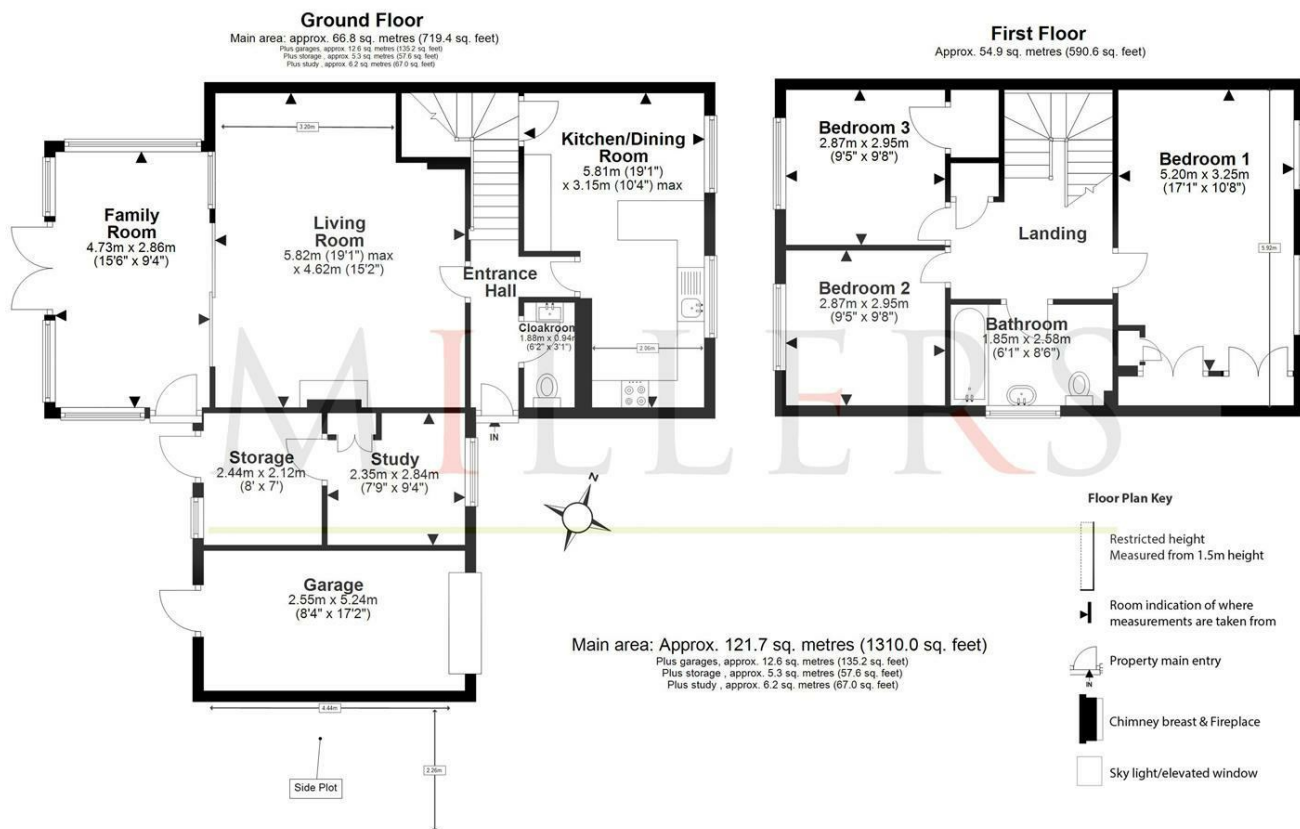 Ground Floor
Main area: approx. 66.8 sq. metres (719.4 sq. feet)
Plus garages, approx. 12.6 sq. metres (135.2 sq. feet)
Plus storage , approx. 5.3 sq. metres (57.6 sq. feet)
Plus study , approx. 6.2 sq. metres (67.0 sq. feet)
3.20m
Kitchen/Dining
Room
5.81m (19'1")
x 3.15m (10'4") max
Family
Room
4.73m x 2.86m
(15'6" x 9'4")
Living
Room
5.82m (19'1") max
x 4.62m (15'2")
Entrance
Hall
Cloakroom
1.88m x 0.94m
(6'2" x 3'1")
2.06m
IN
Storage
2.44m x 2.12m
(8' x 7')
Study
2.35m x 2.84m
(7'9" x 9'4")
Garage
2.55m x 5.24m
(8'4" x 17'2")
4.44m
2.26m
Side Plot
N
First Floor
Approx. 54.9 sq. metres (590.6 sq. feet)
Bedroom 3
2.87m x 2.95m
(9'5" x 9'8")
Bedroom 1
5.20m x 3.25m
(17'1" x 10'8")
5.92m
Landing
Bedroom 2
2.87m x 2.95m
(9'5" x 9'8")
Bathroom
1.85m x 2.58m
(6'1" x 8'6")
MILLERS
Main area: Approx. 121.7 sq. metres (1310.0 sq. feet)
Plus garages, approx. 12.6 sq. metres (135.2 sq. feet)
Plus storage , approx. 5.3 sq. metres (57.6 sq. feet)
Plus study , approx. 6.2 sq. metres (67.0 sq. feet)
Floor Plan Key
Restricted height
Measured from 1.5m height
Room indication of where
measurements are taken from
Property main entry
IN
Chimney breast & Fireplace
Sky light/elevated window